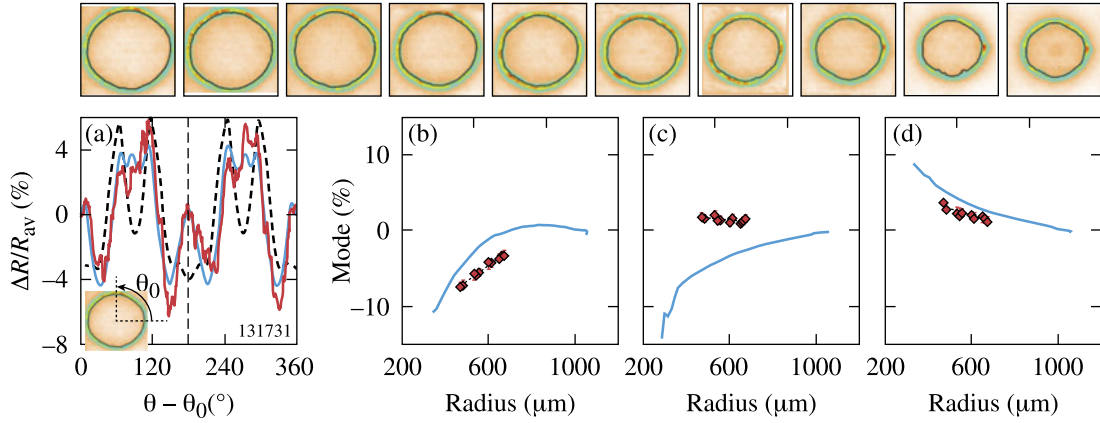 (a)
(b)
(c)
(d)
ΔR/R_av (%)
4
0
–4
–8
θ₀
131731
0
120
240
360
θ – θ₀(°)
Mode (%)
10
0
–10
200
600
1000
Radius (μm)
200
600
1000
Radius (μm)
200
600
1000
Radius (μm)